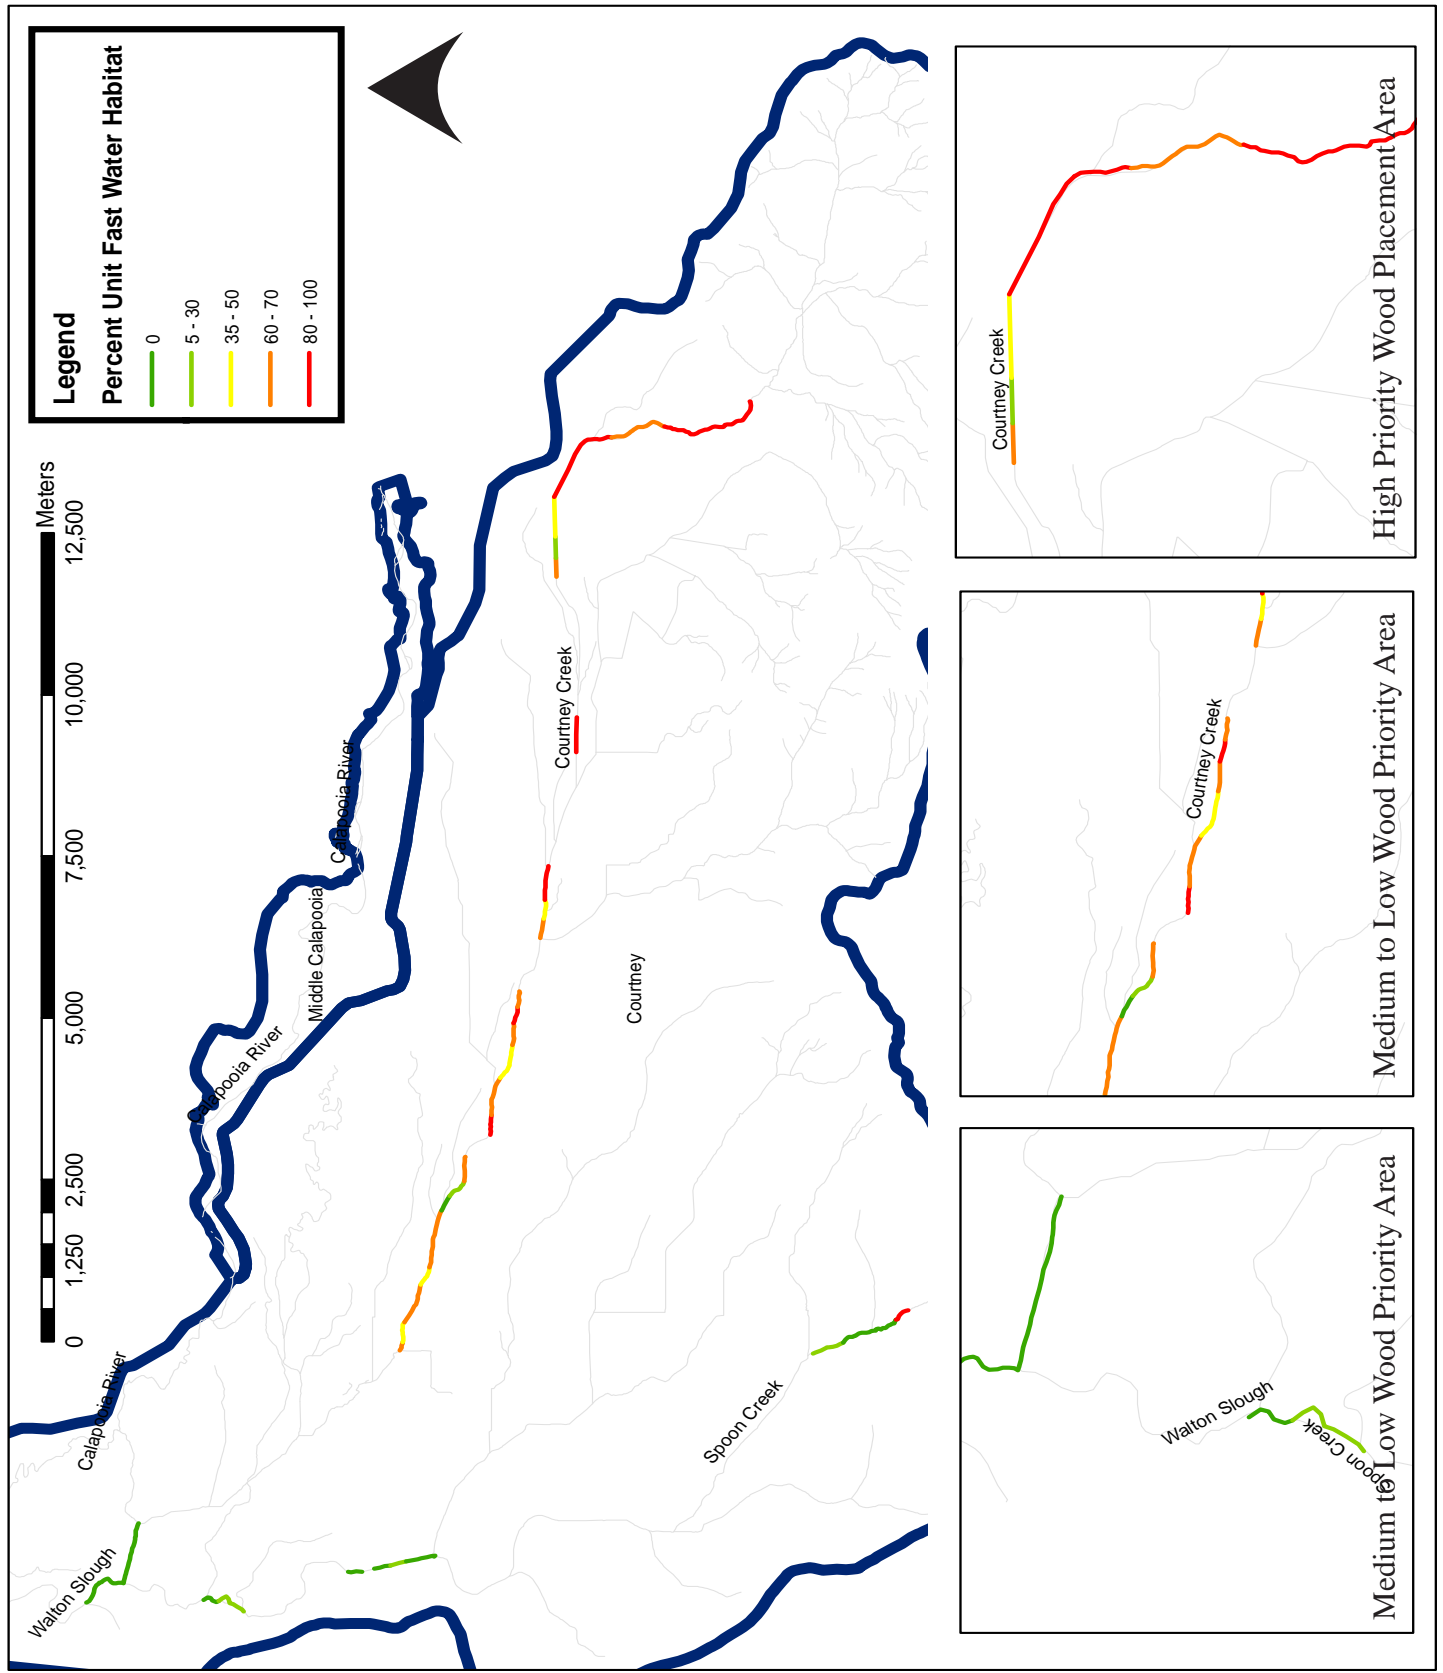 Legend
Percent Unit Fast Water Habitat
0
5 - 30
35 - 50
60 - 70
80 - 100
0 1,250 2,500 5,000 7,500 10,000 12,500 Meters
Calapooia River
Calapooia River
Calapooia River
Middle Calapooia
Courtney Creek
Courtney
Spoon Creek
Walton Slough
Walton Slough
Spoon Creek
Medium to Low Wood Priority Area
Courtney Creek
Medium to Low Wood Priority Area
Courtney Creek
High Priority Wood Placement Area